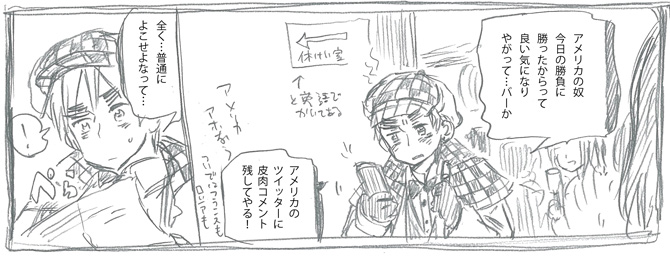 アメリカの奴
今日の勝負に
勝ったからって
良い気になり
やがって…バーか
休けい室
↑
と英語で
かいてある
アメリカの
ツイッターに
皮肉コメント
残してやる!
アメリカ
アホな
ついでにフランスも
ロシアも
全く…普通に
よこせよなって…
!
ぺら